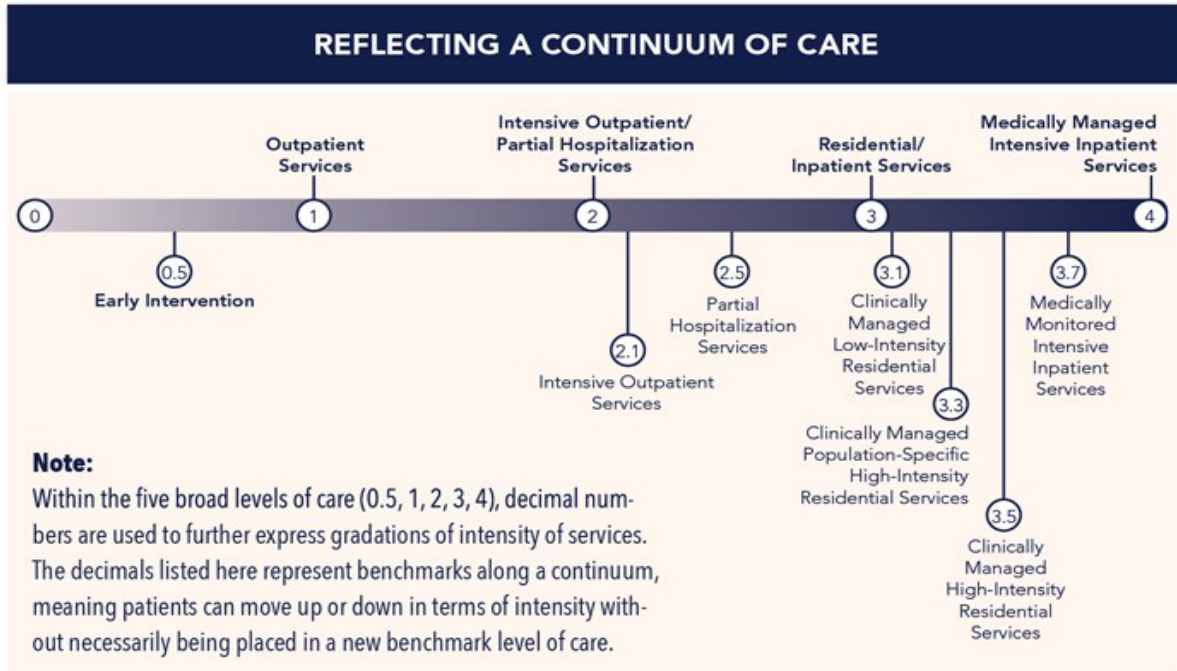 REFLECTING A CONTINUUM OF CARE
Outpatient
Services
Intensive Outpatient/
Partial Hospitalization
Services
Residential/
Inpatient Services
Medically Managed
Intensive Inpatient
Services
0
1
2
3
4
0.5
Early Intervention
2.1
Intensive Outpatient
Services
2.5
Partial
Hospitalization
Services
3.1
Clinically
Managed
Low-Intensity
Residential
Services
3.3
Clinically Managed
Population-Specific
High-Intensity
Residential Services
3.5
Clinically
Managed
High-Intensity
Residential
Services
3.7
Medically
Monitored
Intensive
Inpatient
Services
Note:
Within the five broad levels of care (0.5, 1, 2, 3, 4), decimal num-
bers are used to further express gradations of intensity of services.
The decimals listed here represent benchmarks along a continuum,
meaning patients can move up or down in terms of intensity with-
out necessarily being placed in a new benchmark level of care.